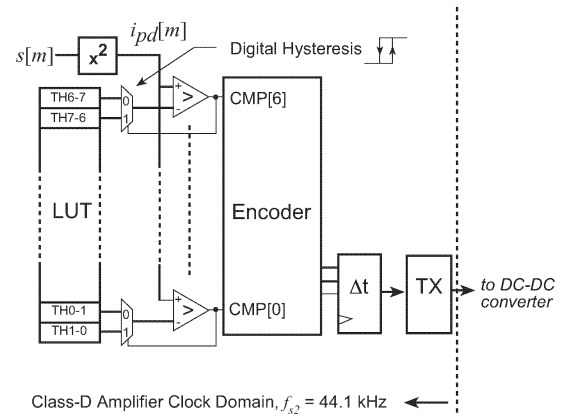 i_pd[m]
s[m]
x²
Digital Hysteresis
TH6-7
TH7-6
0
1
+
-
>
CMP[6]
LUT
Encoder
Δt
TX
to DC-DC
converter
TH0-1
TH1-0
0
1
+
-
>
CMP[0]
Class-D Amplifier Clock Domain, f_s2 = 44.1 kHz